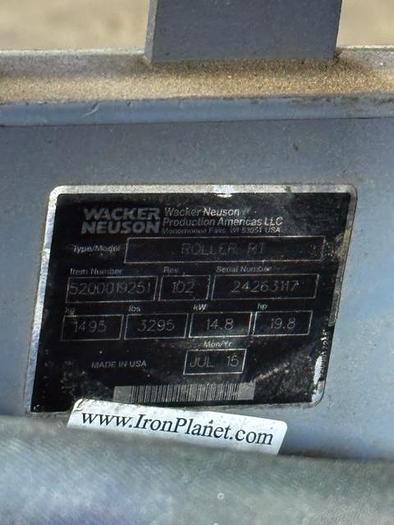 WACKER NEUSON Wacker Neuson Production Americas LLC
Menomonee Falls, WI 53051 USA
Type/Model ROLLER RT
Item Number Rev. Serial Number
5200019251 102 24263117
kg lbs kW hp
1495 3295 14.8 19.8
Mon/Yr
MADE IN USA JUL 15
www.IronPlanet.com